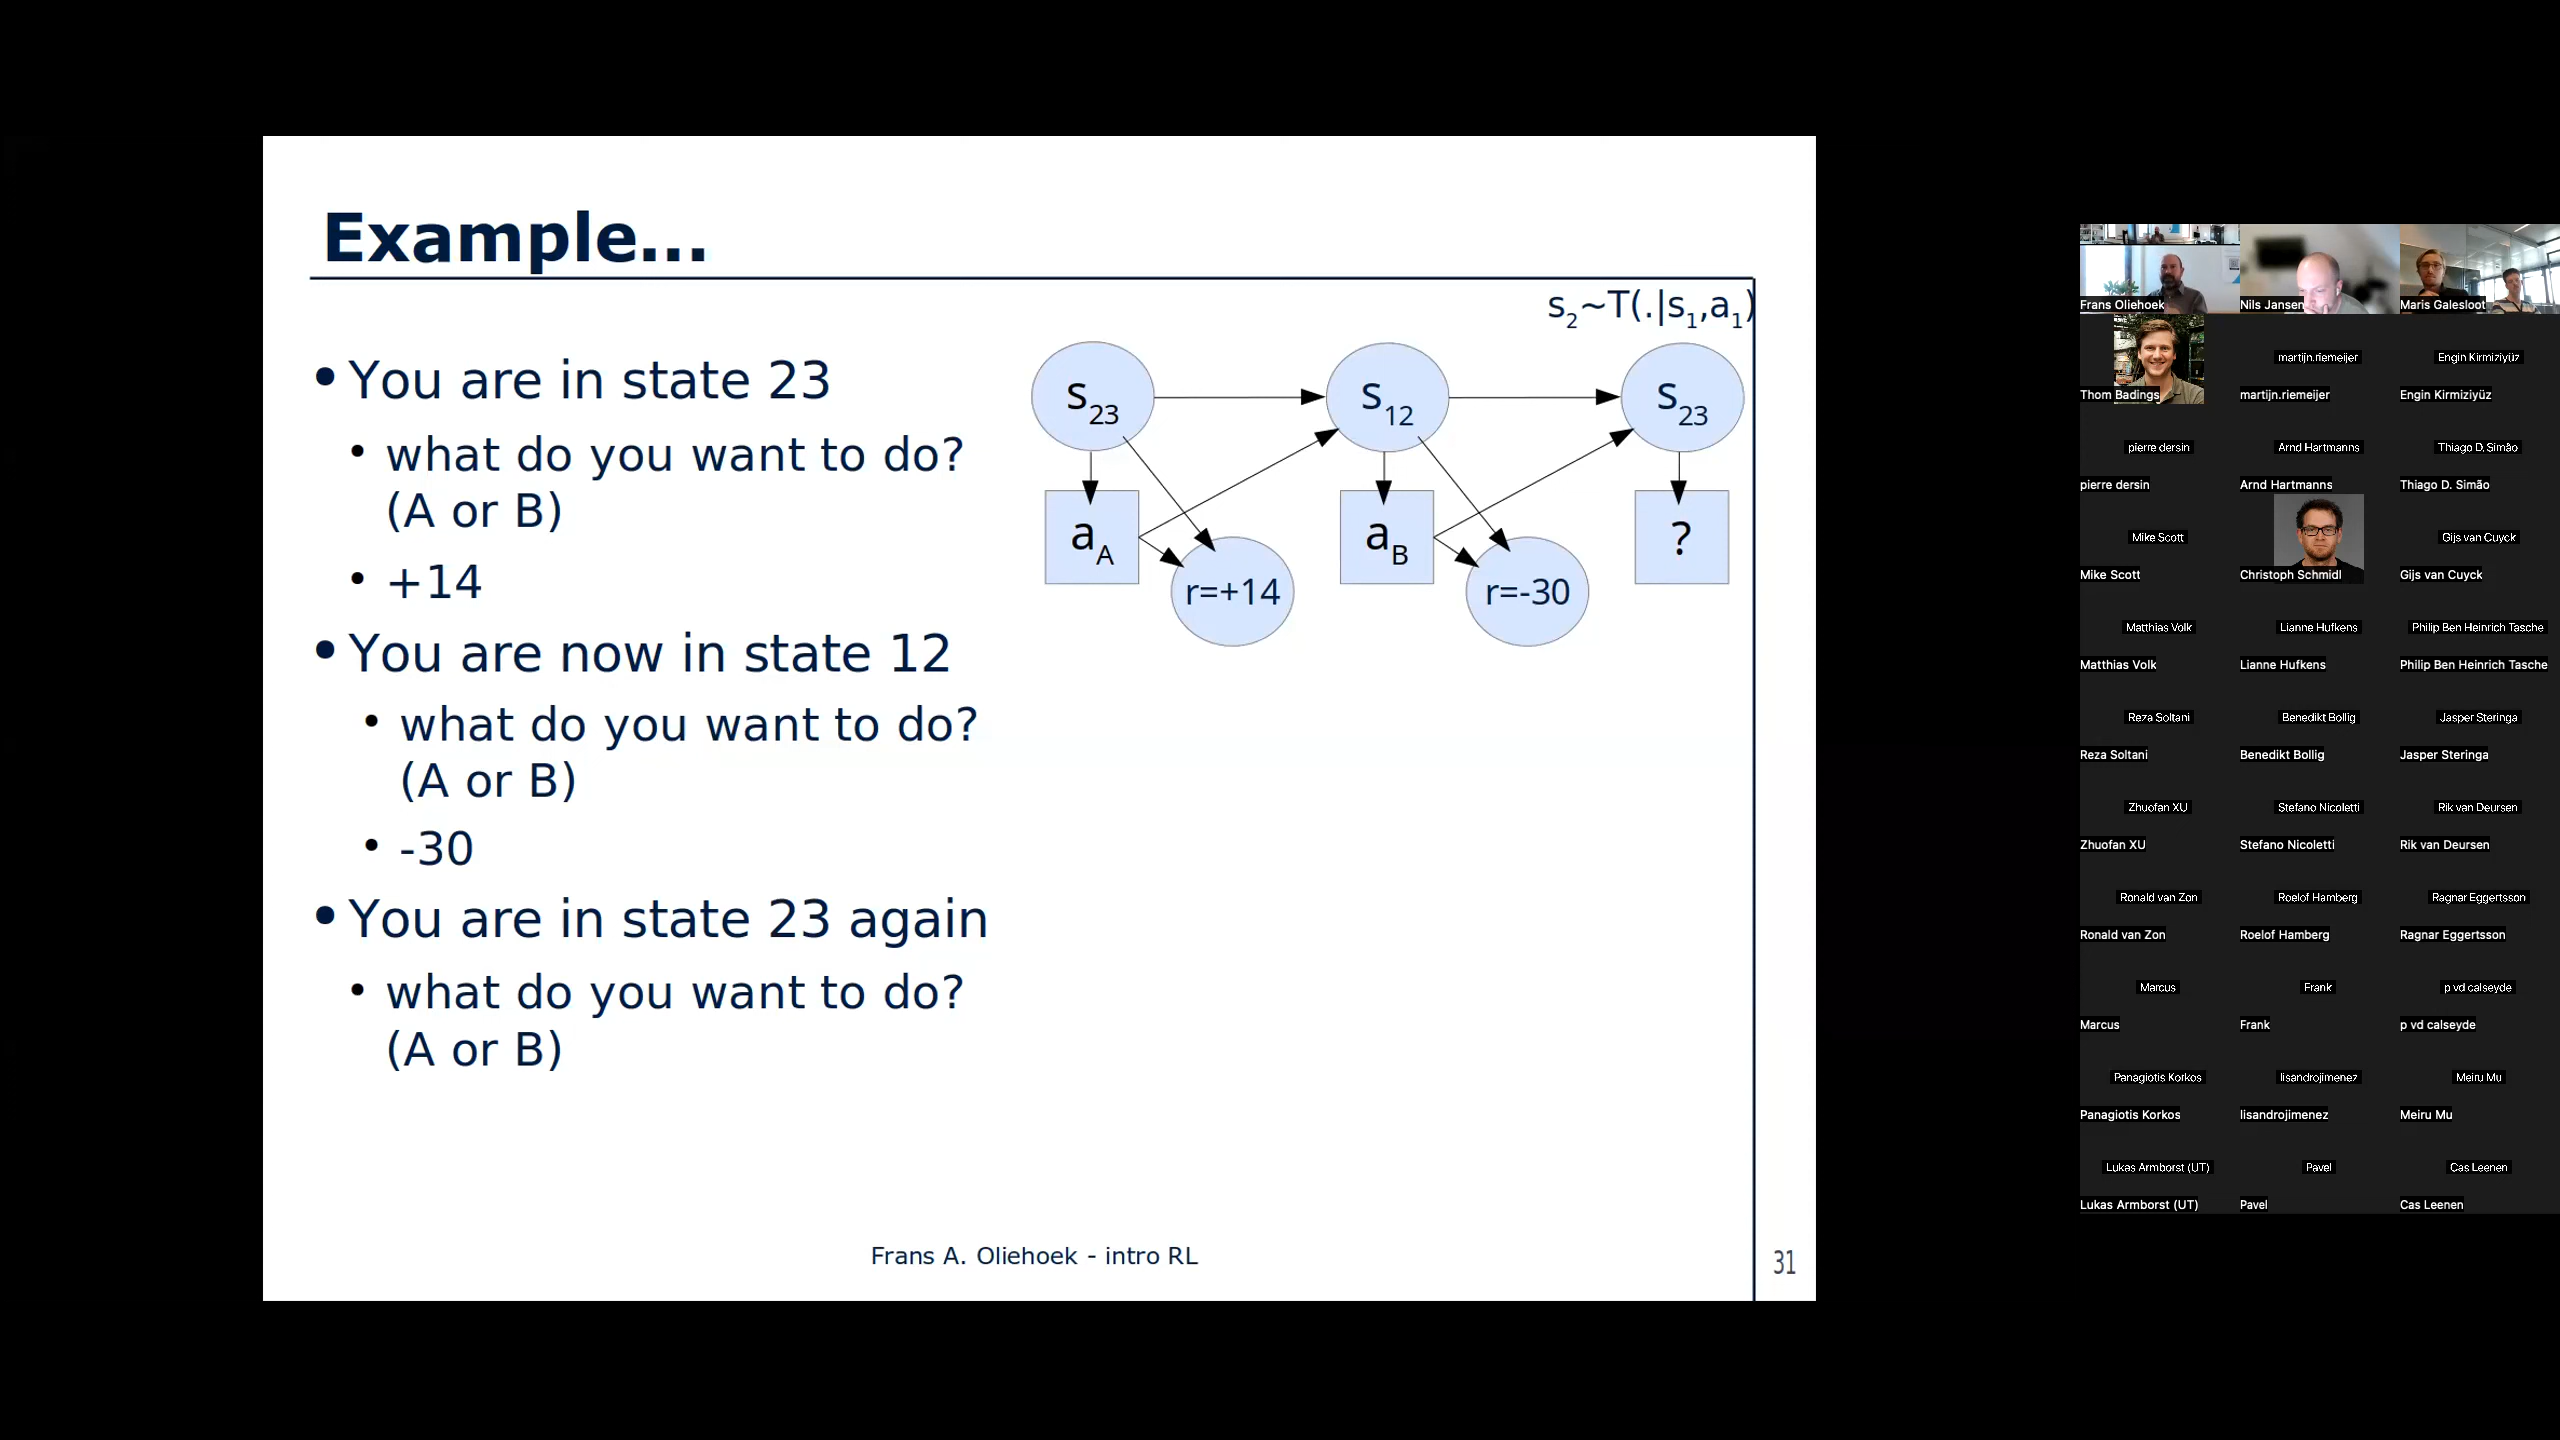 Example...
s2~T(.|s1,a1)
• You are in state 23
• what do you want to do?
(A or B)
• +14
• You are now in state 12
• what do you want to do?
(A or B)
• -30
• You are in state 23 again
• what do you want to do?
(A or B)
s23
s12
s23
aA
aB
?
r=+14
r=-30
Frans A. Oliehoek - intro RL
31
Frans Oliehoek
Nils Jansen
Maris Galesloot
martijn.riemeijer
Engin Kirmiziyüz
Thom Badings
martijn.riemeijer
Engin Kirmiziyüz
pierre dersin
Arnd Hartmanns
Thiago D. Simão
pierre dersin
Arnd Hartmanns
Thiago D. Simão
Mike Scott
Gijs van Cuyck
Mike Scott
Christoph Schmidl
Gijs van Cuyck
Matthias Volk
Lianne Hufkens
Philip Ben Heinrich Tasche
Matthias Volk
Lianne Hufkens
Philip Ben Heinrich Tasche
Reza Soltani
Benedikt Bollig
Jasper Steringa
Reza Soltani
Benedikt Bollig
Jasper Steringa
Zhuofan XU
Stefano Nicoletti
Rik van Deursen
Zhuofan XU
Stefano Nicoletti
Rik van Deursen
Ronald van Zon
Roelof Hamberg
Ragnar Eggertsson
Ronald van Zon
Roelof Hamberg
Ragnar Eggertsson
Marcus
Frank
p vd calseyde
Marcus
Frank
p vd calseyde
Panagiotis Korkos
lisandrojimenez
Meiru Mu
Panagiotis Korkos
lisandrojimenez
Meiru Mu
Lukas Armborst (UT)
Pavel
Cas Leenen
Lukas Armborst (UT)
Pavel
Cas Leenen